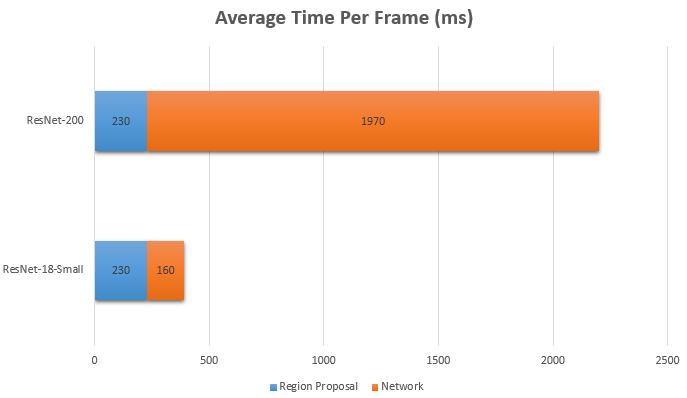 Average Time Per Frame (ms)
ResNet-200
230
1970
ResNet-18-Small
230
160
0
500
1000
1500
2000
2500
Region Proposal
Network